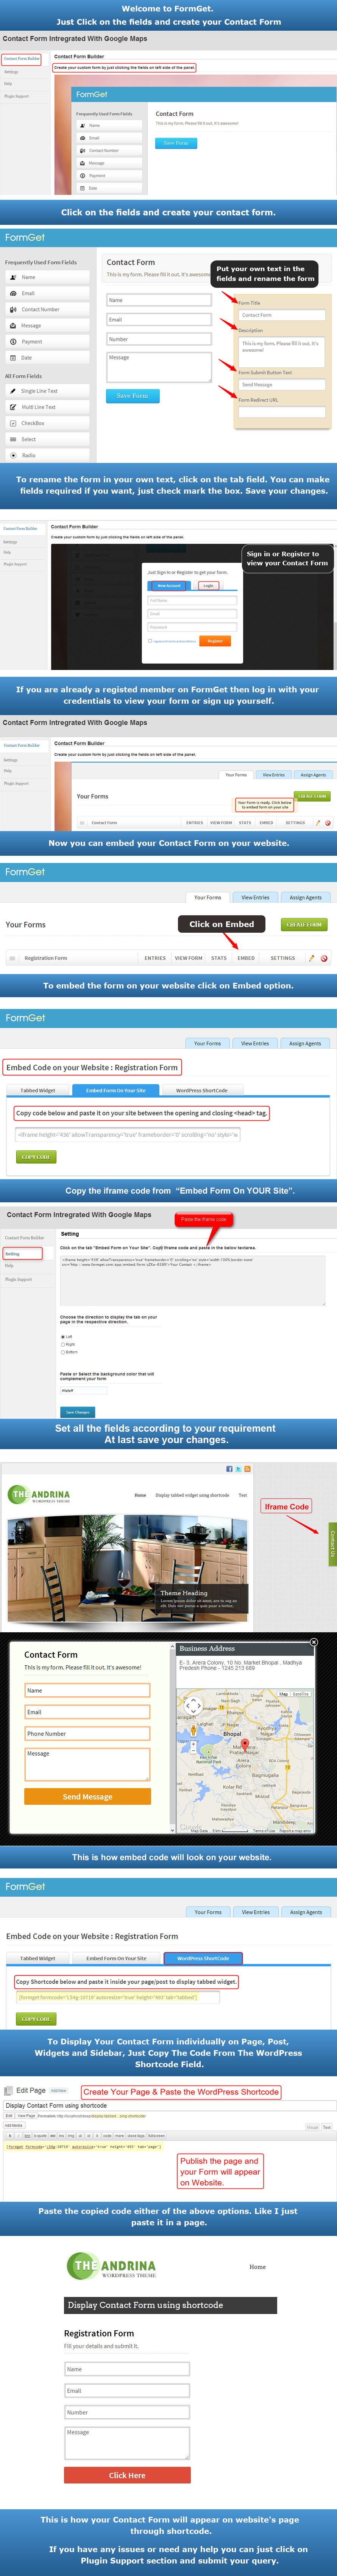 Welcome to FormGet.
Just Click on the fields and create your Contact Form
Contact Form Intregrated With Google Maps
Contact Form Builder
Settings
Help
Plugin Support
Contact Form Builder
Create your custom form by just clicking the fields on left side of the panel.
FormGet
Frequently Used Form Fields
Name
Email
Contact Number
Message
Payment
Date
Contact Form
This is my form. Please fill it out. It's awesome!
Save Form
Click on the fields and create your contact form.
FormGet
Frequently Used Form Fields
Name
Email
Contact Number
Message
Payment
Date
All Form Fields
Single Line Text
Multi Line Text
CheckBox
Select
Radio
Contact Form
This is my form. Please fill it out. It's awesome
Name
Email
Number
Message
Save Form
Put your own text in the
fields and rename the form
Form Title
Contact Form
Description
This is my form. Please fill it out. It's
awesome!
Form Submit Button Text
Send Message
Form Redirect URL
To rename the form in your own text, click on the tab field. You can make
fields required if you want, just check mark the box. Save your changes.
Contact Form Builder
Settings
Help
Plugin Support
Contact Form Builder
Create your custom form by just clicking the fields on left side of the panel.
Sign in or Register to
view your Contact Form
Just Sign-in or Register to get your form.
New Account
Login
Full Name
Email
Password
Register
If you are already a registed member on FormGet then log in with your
credentials to view your form or sign up yourself.
Contact Form Intregrated With Google Maps
Contact Form Builder
Settings
Help
Plugin Support
Contact Form Builder
Create your custom form by just clicking the fields on left side of the panel.
Your Forms
View Entries
Assign Agents
Your Forms
CREATE FORM
Your Form is ready. Click below
to embed form on your site
Contact Form
ENTRIES
VIEW FORM
STATS
EMBED
SETTINGS
Now you can embed your Contact Form on your website.
FormGet
Your Forms
View Entries
Assign Agents
Your Forms
Click on Embed
CREATE FORM
Registration Form
ENTRIES
VIEW FORM
STATS
EMBED
SETTINGS
To embed the form on your website click on Embed option.
FormGet
Your Forms
View Entries
Assign Agents
Embed Code on your Website : Registration Form
Tabbed Widget
Embed Form On Your Site
WordPress ShortCode
Copy code below and paste it on your site between the opening and closing <head> tag.
<iframe height='436' allowTransparency='true' frameborder='0' scrolling='no' style='w
COPY CODE
Copy the iframe code from “Embed Form On YOUR Site”.
Contact Form Intregrated With Google Maps
Paste the iframe code
Contact Form Builder
Setting
Help
Plugin Support
Setting
Click on the tab "Embed Form on Your Site". Copy iframe code and paste in the below textarea.
Choose the direction to display the tab on your
page in the respective direction.
Left
Right
Bottom
Paste or Select the background color that will
complement your form
Save Changes
Set all the fields according to your requirement
At last save your changes.
THE ANDRINA
WORDPRESS THEME
Home
Display tabbed widget using shortcode
Test
Iframe Code
Contact Us
Theme Heading
Contact Form
This is my form. Please fill it out. It's awesome!
Name
Email
Phone Number
Message
Send Message
Business Address
E- 3, Arera Colony, 10 No. Market Bhopal , Madhya
Predesh Phone - 1245 213 689
Map
Satellite
Bhopal
This is how embed code will look on your website.
FormGet
Your Forms
View Entries
Assign Agents
Embed Code on your Website : Registration Form
Tabbed Widget
Embed Form On Your Site
WordPress ShortCode
Copy Shortcode below and paste it inside your page/post to display tabbed widget.
COPY CODE
To Display Your Contact Form individually on Page, Post,
Widgets and Sidebar, Just Copy The Code From The WordPress
Shortcode Field.
Edit Page
Add New
Create Your Page & Paste the WordPress Shortcode
Display Contact Form using shortcode
Edit
View Page
Add Media
Visual
Text
Publish the page and
your Form will appear
on Website.
Paste the copied code either of the above options. Like I just
paste it in a page.
THE ANDRINA
WORDPRESS THEME
Home
Display Contact Form using shortcode
Registration Form
Fill your details and submit it.
Name
Email
Number
Message
Click Here
This is how your Contact Form will appear on website's page
through shortcode.
If you have any issues or need any help you can just click on
Plugin Support section and submit your query.